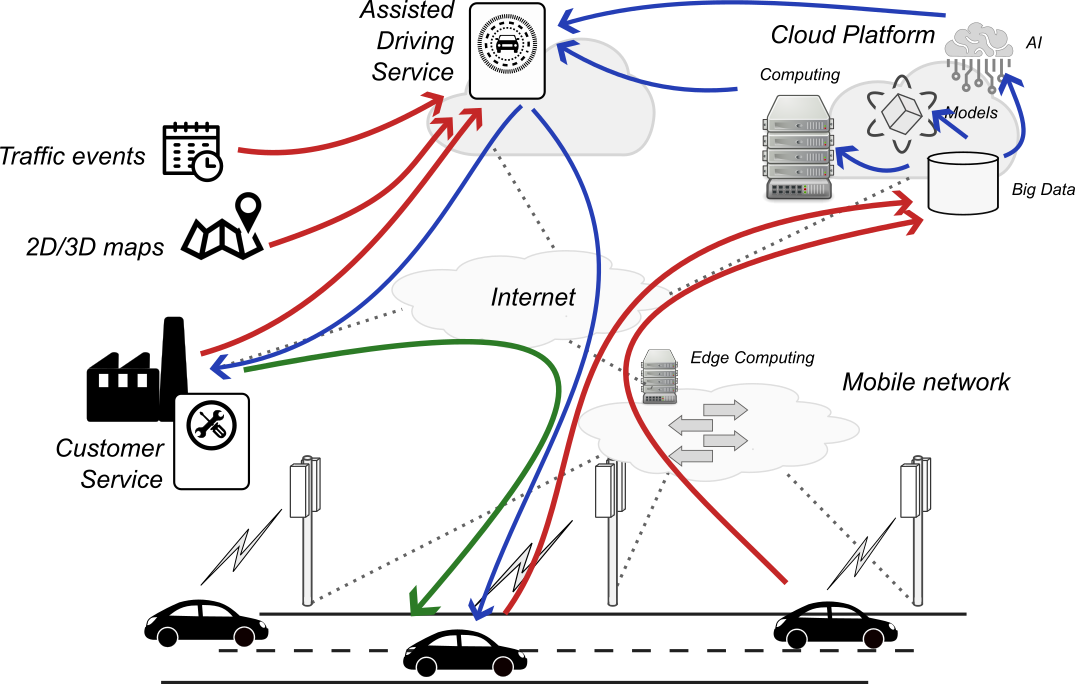 Assisted
Driving
Service
Cloud Platform
AI
Computing
Models
Traffic events
Big Data
2D/3D maps
Internet
Edge Computing
Mobile network
Customer
Service